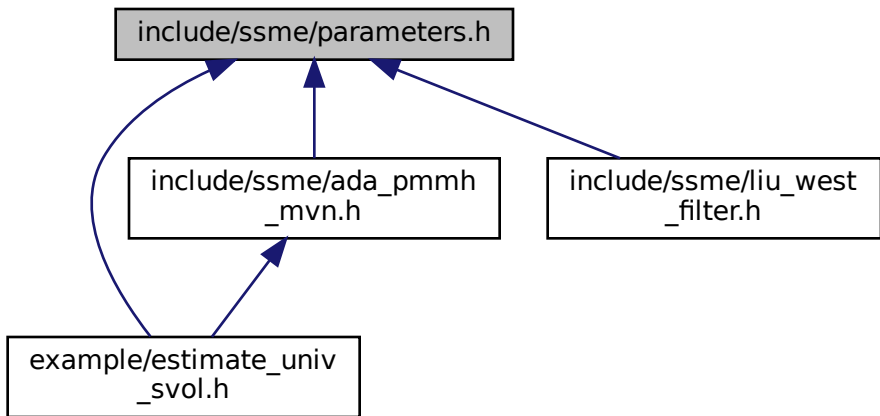 include/ssme/parameters.h
include/ssme/ada_pmmh
_mvn.h
include/ssme/liu_west
_filter.h
example/estimate_univ
_svol.h